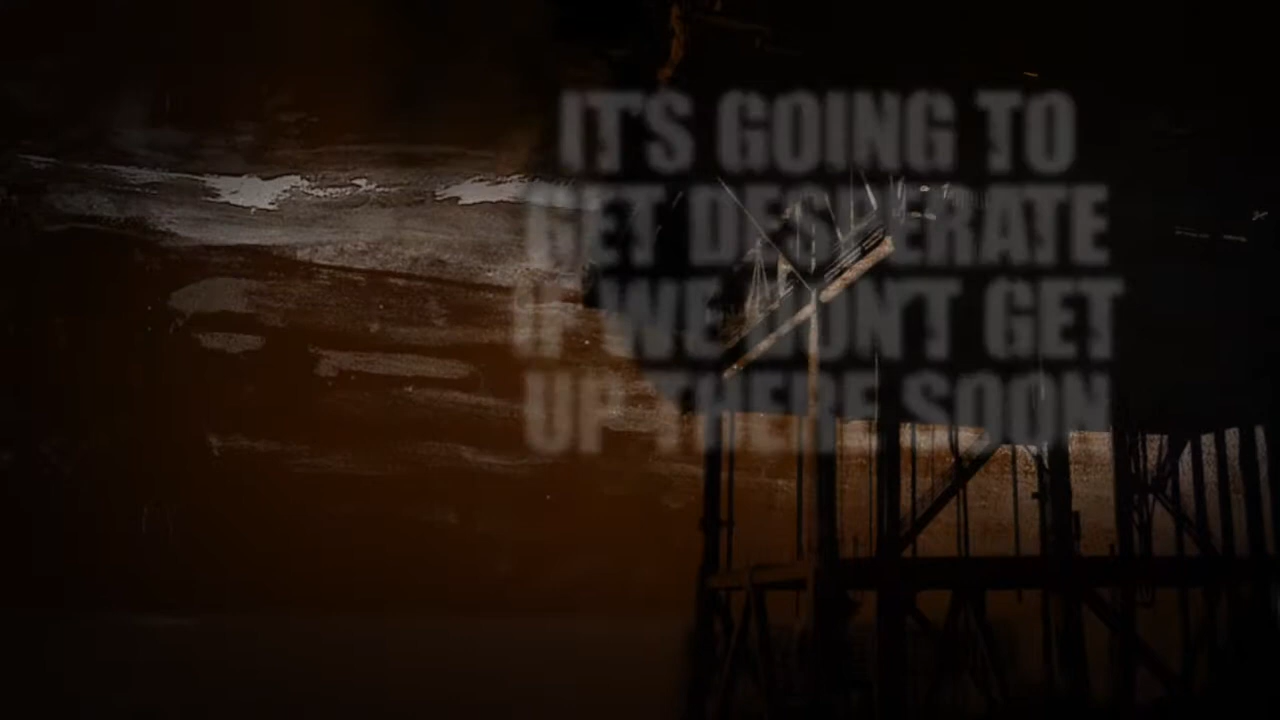 IT'S GOING TO
GET DESPERATE
IF WE DON'T GET
UP THERE SOON